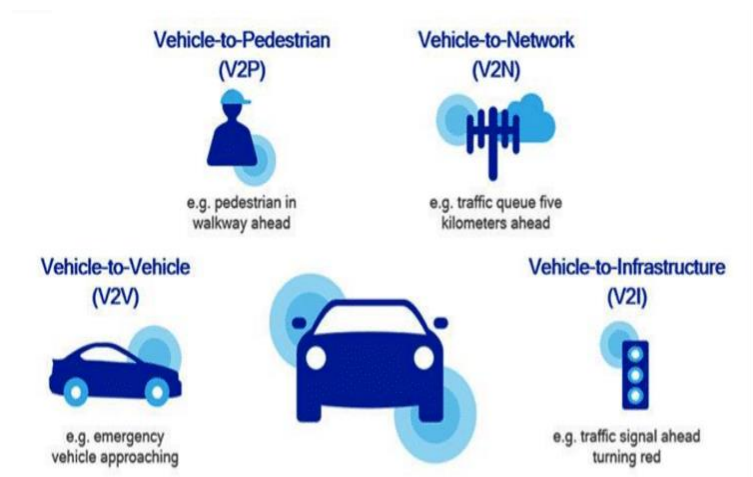 Vehicle-to-Pedestrian
(V2P)
Vehicle-to-Network
(V2N)
e.g. pedestrian in
walkway ahead
e.g. traffic queue five
kilometers ahead
Vehicle-to-Vehicle
(V2V)
Vehicle-to-Infrastructure
(V2I)
e.g. emergency
vehicle approaching
e.g. traffic signal ahead
turning red